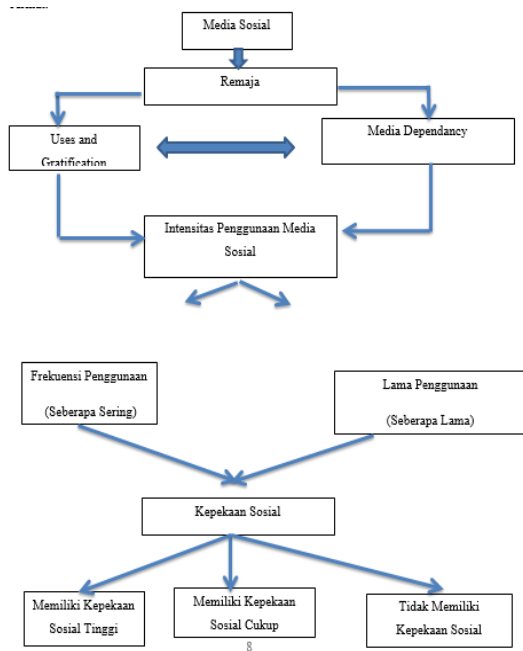 Media Sosial
Remaja
Uses and
Gratification
Media Dependancy
Intensitas Penggunaan Media
Sosial
Frekuensi Penggunaan
(Seberapa Sering)
Lama Penggunaan
(Seberapa Lama)
Kepekaan Sosial
Memiliki Kepekaan
Sosial Tinggi
Memiliki Kepekaan
Sosial Cukup
Tidak Memiliki
Kepekaan Sosial
8